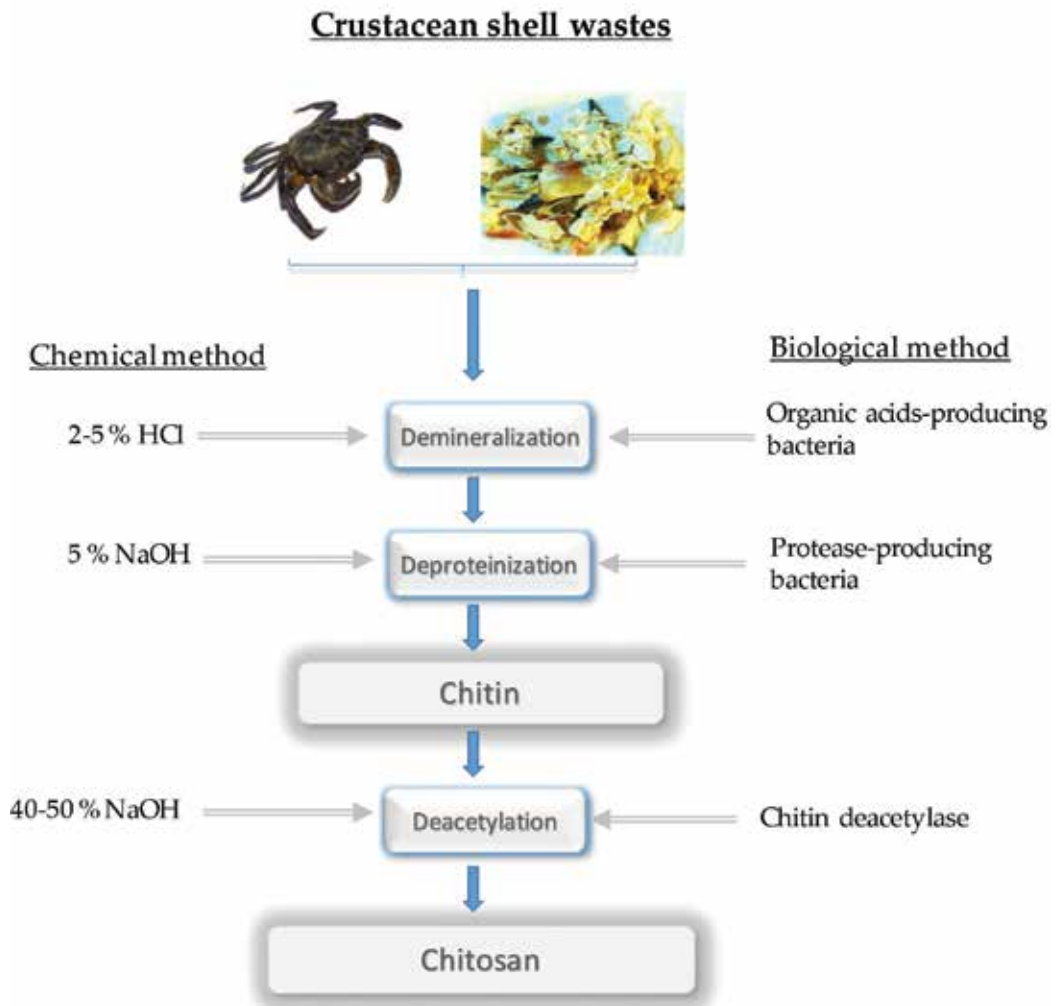 Crustacean shell wastes
Chemical method
Biological method
2-5 % HCl
Demineralization
Organic acids-producing
bacteria
5 % NaOH
Deproteinization
Protease-producing
bacteria
Chitin
40-50 % NaOH
Deacetylation
Chitin deacetylase
Chitosan